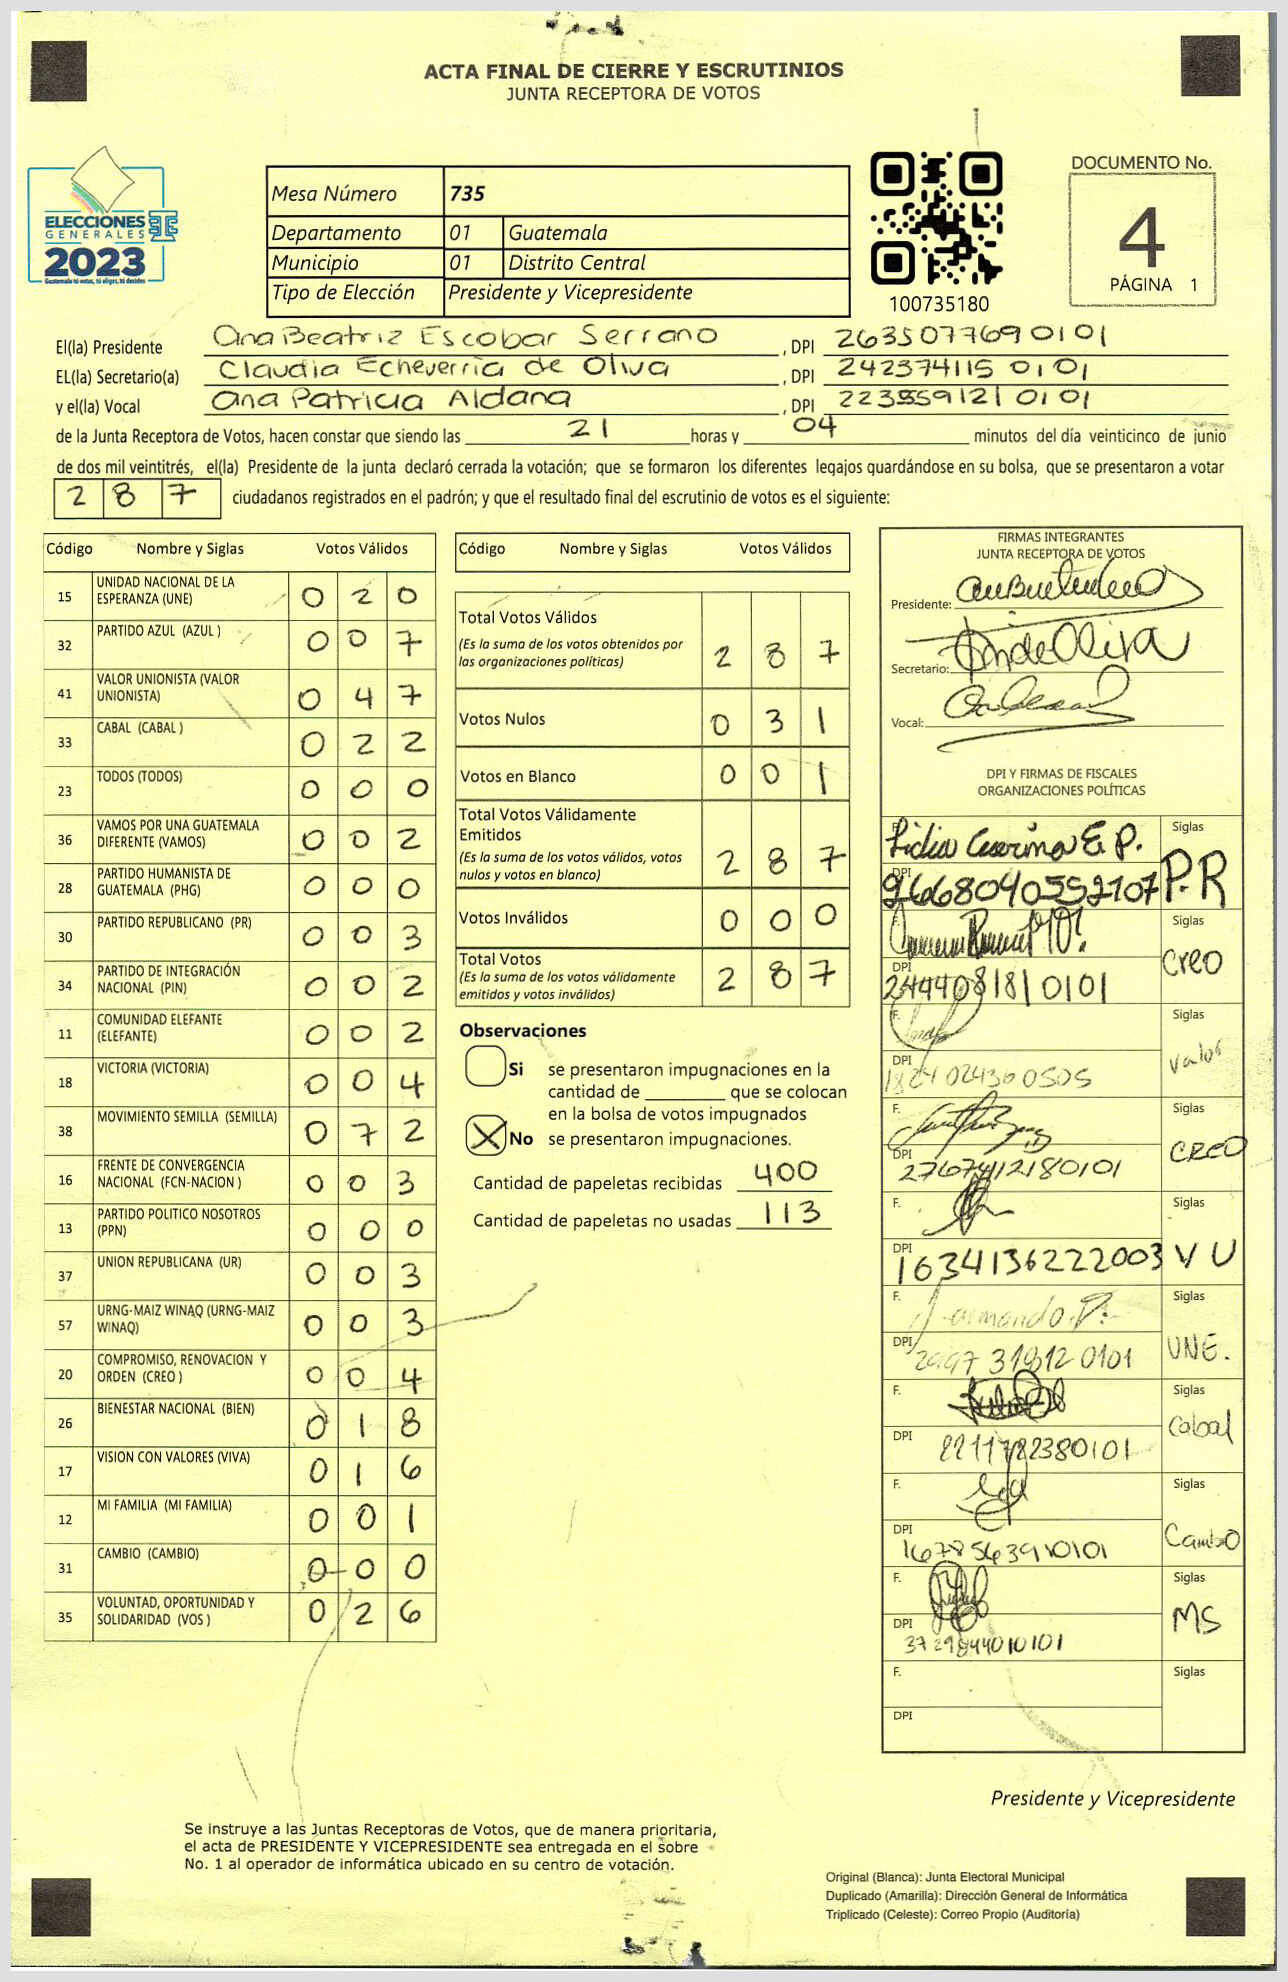 ACTA FINAL DE CIERRE Y ESCRUTINIOS
JUNTA RECEPTORA DE VOTOS
ELECCIONES
GENERALES
2023
Guatemala tú votas, tú eliges, tú decides
Mesa Número 735
Departamento 01 Guatemala
Municipio 01 Distrito Central
Tipo de Elección Presidente y Vicepresidente
100735180
DOCUMENTO No.
4
PÁGINA 1
El(la) Presidente Ana Beatriz Escobar Serrano, DPI 2635077690101
EL(la) Secretario(a) Claudia Echeverria de Oliva, DPI 242374115 0101
y el(la) Vocal Ana Patricia Aldana, DPI 223559121 0101
de la Junta Receptora de Votos, hacen constar que siendo las 21 horas y 04 minutos del día veinticinco de junio
de dos mil veintitrés, el(la) Presidente de la junta declaró cerrada la votación; que se formaron los diferentes legajos guardándose en su bolsa, que se presentaron a votar
287 ciudadanos registrados en el padrón; y que el resultado final del escrutinio de votos es el siguiente:
Código Nombre y Siglas Votos Válidos
15 UNIDAD NACIONAL DE LA
ESPERANZA (UNE) 0 2 0
32 PARTIDO AZUL (AZUL ) 0 0 7
41 VALOR UNIONISTA (VALOR
UNIONISTA) 0 4 7
33 CABAL (CABAL ) 0 2 2
23 TODOS (TODOS) 0 0 0
36 VAMOS POR UNA GUATEMALA
DIFERENTE (VAMOS) 0 0 2
28 PARTIDO HUMANISTA DE
GUATEMALA (PHG) 0 0 0
30 PARTIDO REPUBLICANO (PR) 0 0 3
34 PARTIDO DE INTEGRACIÓN
NACIONAL (PIN) 0 0 2
11 COMUNIDAD ELEFANTE
(ELEFANTE) 0 0 2
18 VICTORIA (VICTORIA) 0 0 4
38 MOVIMIENTO SEMILLA (SEMILLA) 0 7 2
16 FRENTE DE CONVERGENCIA
NACIONAL (FCN-NACION ) 0 0 3
13 PARTIDO POLITICO NOSOTROS
(PPN) 0 0 0
37 UNION REPUBLICANA (UR) 0 0 3
57 URNG-MAIZ WINAQ (URNG-MAIZ
WINAQ) 0 0 3
20 COMPROMISO, RENOVACION Y
ORDEN (CREO ) 0 0 4
26 BIENESTAR NACIONAL (BIEN) 0 1 8
17 VISION CON VALORES (VIVA) 0 1 6
12 MI FAMILIA (MI FAMILIA) 0 0 1
31 CAMBIO (CAMBIO) 0 0 0
35 VOLUNTAD, OPORTUNIDAD Y
SOLIDARIDAD (VOS ) 0 2 6
Código Nombre y Siglas Votos Válidos
Total Votos Válidos
(Es la suma de los votos obtenidos por
las organizaciones políticas) 2 8 7
Votos Nulos 0 3 1
Votos en Blanco 0 0 1
Total Votos Válidamente
Emitidos
(Es la suma de los votos válidos, votos
nulos y votos en blanco) 2 8 7
Votos Inválidos 0 0 0
Total Votos
(Es la suma de los votos válidamente
emitidos y votos inválidos) 2 8 7
Observaciones
Si se presentaron impugnaciones en la
cantidad de ________ que se colocan
en la bolsa de votos impugnados
X No se presentaron impugnaciones.
Cantidad de papeletas recibidas 400
Cantidad de papeletas no usadas 113
FIRMAS INTEGRANTES
JUNTA RECEPTORA DE VOTOS
Presidente:
Secretario:
Vocal:
DPI Y FIRMAS DE FISCALES
ORGANIZACIONES POLÍTICAS
F. Siglas
DPI 2668040552107 P.R
F. Siglas
DPI 2444081810101 Creo
F. Siglas
DPI valor
F. Siglas
DPI 2767411218 0101 CREO
F. Siglas
DPI 1634136222003 V U
F. Siglas
DPI UNE.
F. Siglas
DPI 2211782380101 Cabal
F. Siglas
DPI 1678563910101 Cambio
F. Siglas
DPI 3729844010101 MS
F. Siglas
DPI
Presidente y Vicepresidente
Se instruye a las Juntas Receptoras de Votos, que de manera prioritaria,
el acta de PRESIDENTE Y VICEPRESIDENTE sea entregada en el sobre
No. 1 al operador de informática ubicado en su centro de votación.
Original (Blanca): Junta Electoral Municipal
Duplicado (Amarilla): Dirección General de Informática
Triplicado (Celeste): Correo Propio (Auditoría)